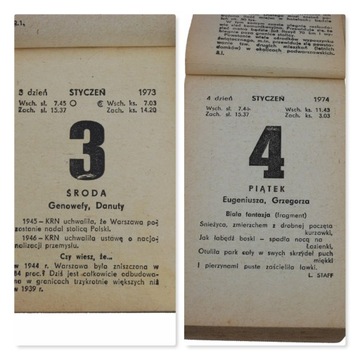 3 dzień STYCZEŃ 1973
Wsch. sł. 7.45 Wsch. ks. 7.03
Zach. sł. 15.37 Zach. ks. 14.20
3
ŚRODA
Genowefy, Danuty
1945 – KRN uchwaliła, że Warszawa po-
zostanie nadal stolicą Polski.
1946 – KRN uchwaliła ustawę o nacjo-
nalizacji przemysłu.
Czy wiesz, że...
w 1944 r. Warszawa była zniszczona w
84 proc.? Dziś jest całkowicie odbudowa-
na w granicach trzykrotnie większych niż
w 1939 r.
4 dzień STYCZEŃ 1974
Wsch. sł. 7.45 Wsch. ks. 11.43
Zach. sł. 15.37 Zach. ks. 3.03
4
PIĄTEK
Eugeniusza, Grzegorza
Biała fantazja (fragment)
Śnieżyca, zmierzchem z drobnej poczęta
kurzawki,
Jak łabędź boski – spadła nocą na
Łazienki,
Otuliła park cały w swych skrzydeł puch
miękki
I pierzynami puste zaścieliła ławki.
L. STAFF